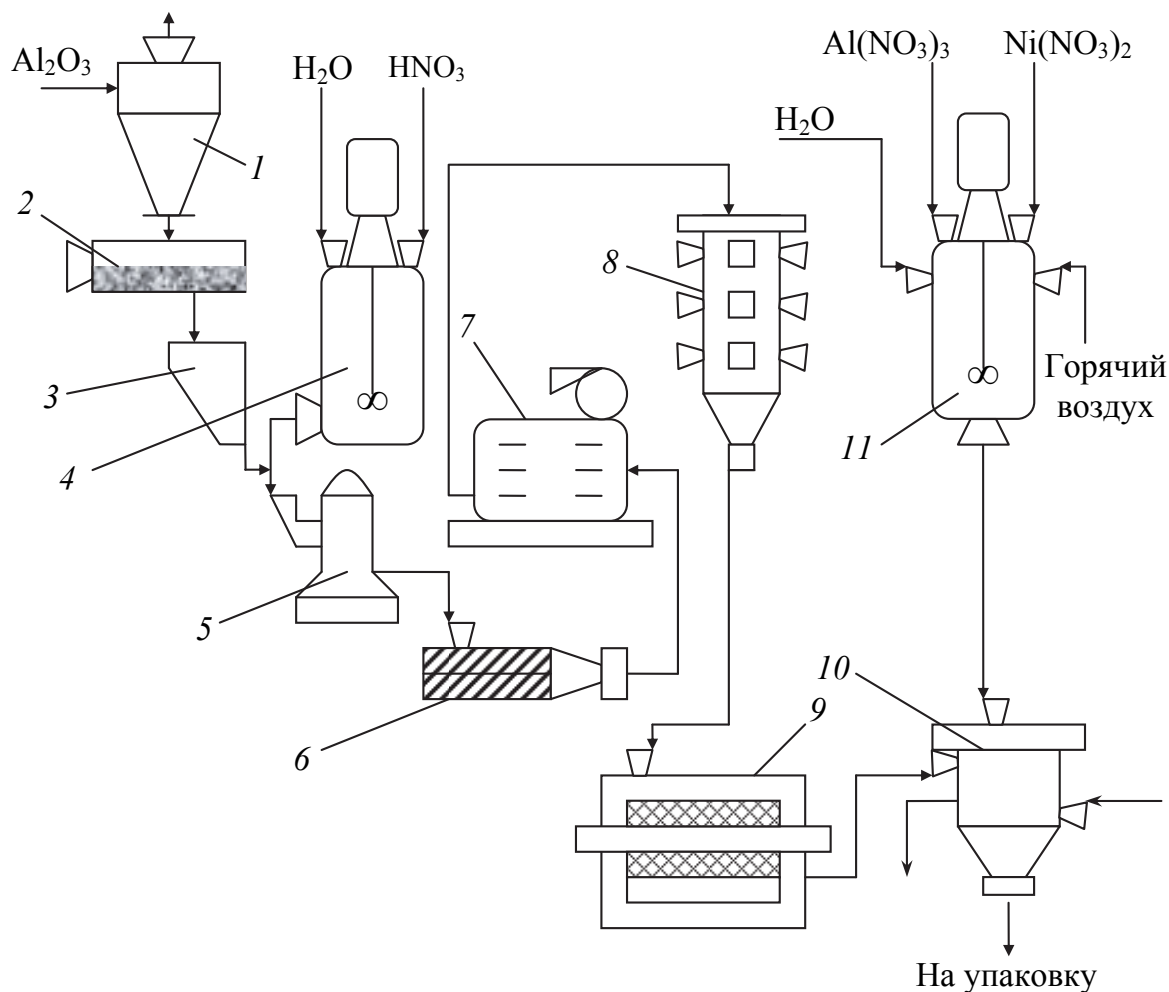 Al₂O₃
H₂O
HNO₃
Al(NO₃)₃
Ni(NO₃)₂
H₂O
1
2
3
4
5
6
7
8
9
10
11
Горячий
воздух
На упаковку